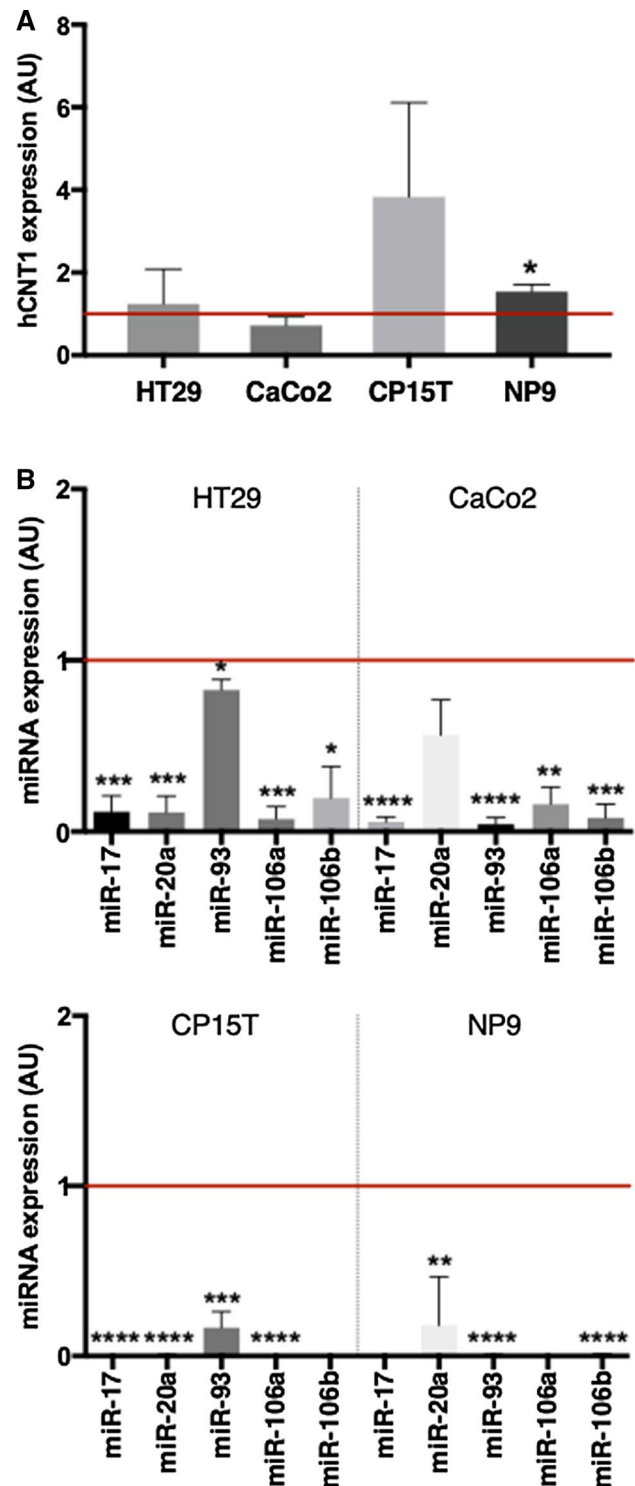 A
hCNT1 expression (AU)
8
6
4
2
0
*
HT29 CaCo2 CP15T NP9
B
miRNA expression (AU)
2
1
0
HT29 CaCo2
*** *** * *** * **** **** ** ***
miR-17 miR-20a miR-93 miR-106a miR-106b miR-17 miR-20a miR-93 miR-106a miR-106b
miRNA expression (AU)
2
1
0
CP15T NP9
**** **** *** **** ** **** ****
miR-17 miR-20a miR-93 miR-106a miR-106b miR-17 miR-20a miR-93 miR-106a miR-106b